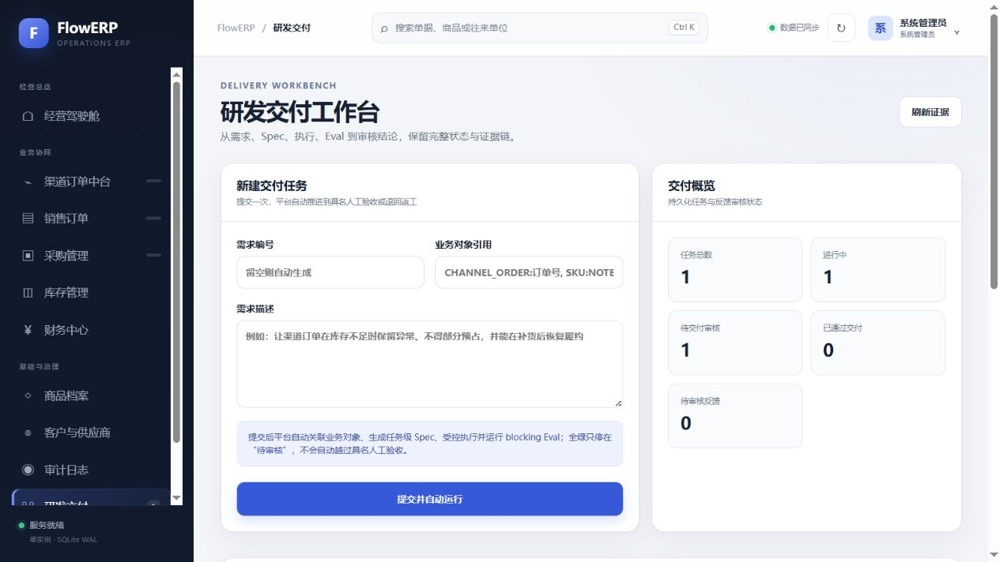 F
FlowERP
OPERATIONS ERP
经营总览
经营驾驶舱
业务协同
渠道订单中台
销售订单
采购管理
库存管理
¥ 财务中心
基础与治理
商品档案
客户与供应商
审计日志
研发交付
服务就绪
单实例 · SQLite WAL
FlowERP / 研发交付
搜索单据、商品或往来单位
Ctrl K
数据已同步
系
系统管理员
系统管理员
DELIVERY WORKBENCH
研发交付工作台
从需求、Spec、执行、Eval 到审核结论，保留完整状态与证据链。
刷新证据
新建交付任务
提交一次，平台自动推进到具名人工验收或退回返工
需求编号
业务对象引用
留空则自动生成
CHANNEL_ORDER:订单号, SKU:NOTE
需求描述
例如：让渠道订单在库存不足时保留异常、不得部分预占，并能在补货后恢复履约
提交后平台自动关联业务对象、生成任务级 Spec、受控执行并运行 blocking Eval；全绿只停在
“待审核”，不会自动越过具名人工验收。
提交并自动运行
交付概览
持久化任务与反馈审核状态
任务总数
1
进行中
1
待交付审核
1
已通过交付
0
待审核反馈
0